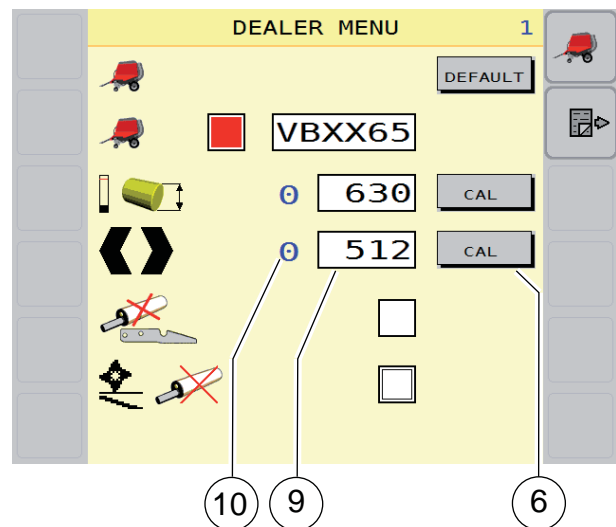 DEALER MENU 1
DEFAULT
VBXX65
0 630 CAL
0 512 CAL
10 9 6